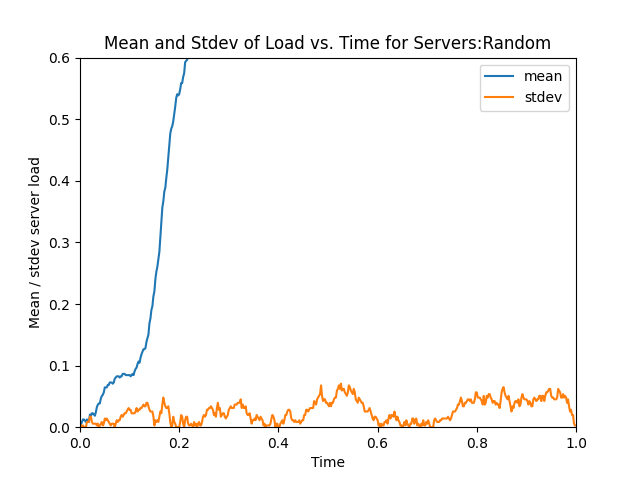 Mean and Stdev of Load vs. Time for Servers:Random
mean
stdev
Mean / stdev server load
0.6
0.5
0.4
0.3
0.2
0.1
0.0
0.0 0.2 0.4 0.6 0.8 1.0
Time